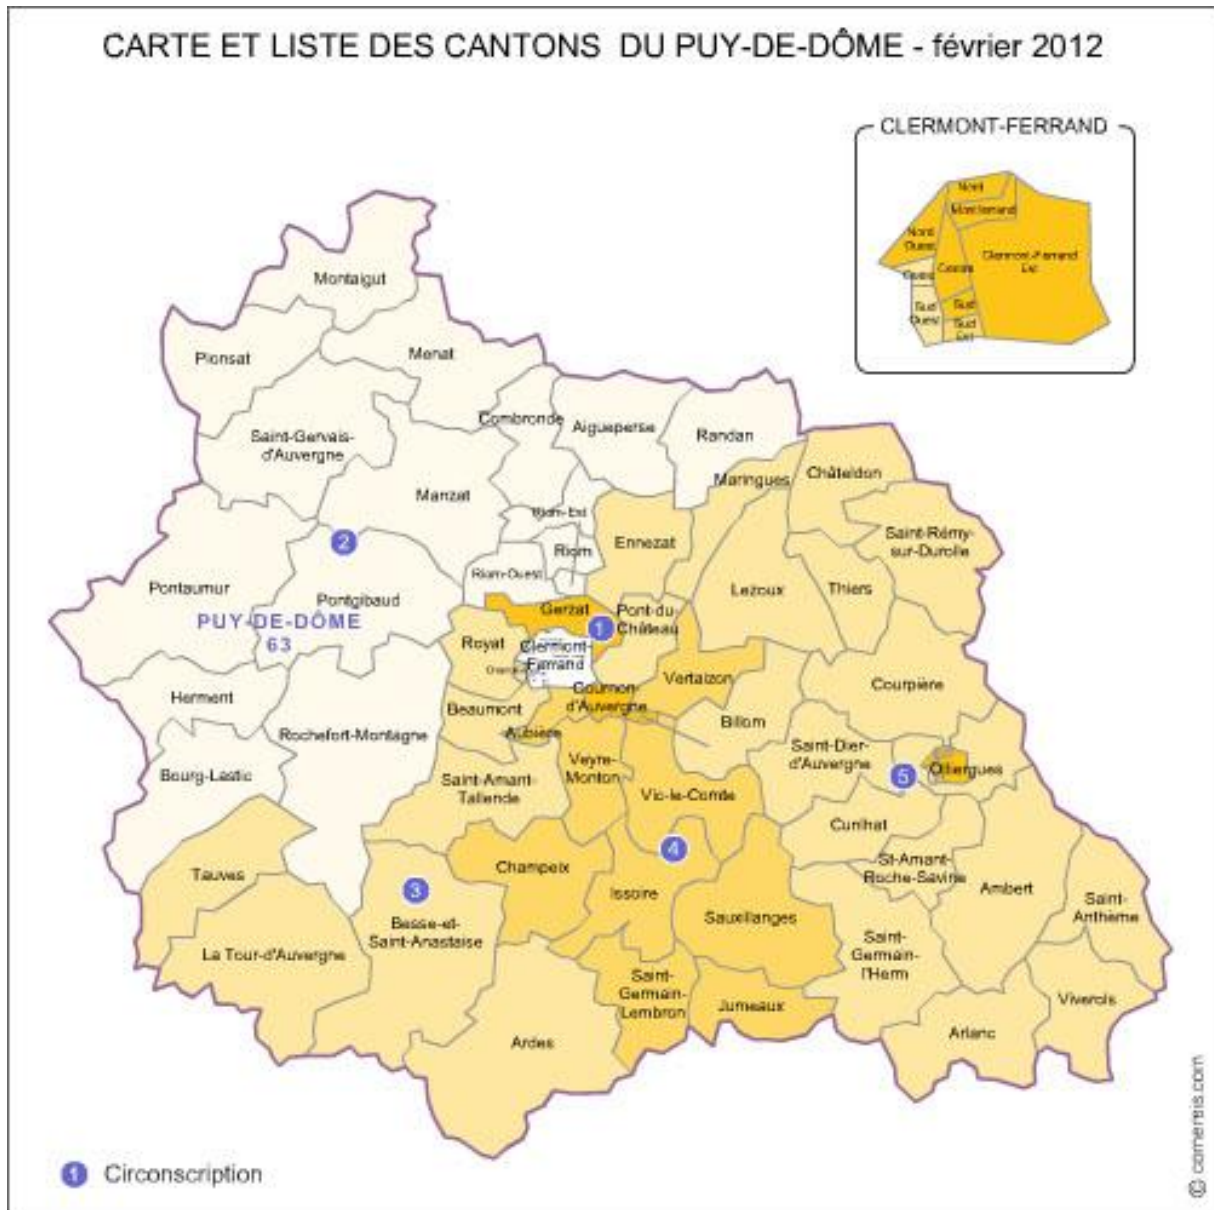 CARTE ET LISTE DES CANTONS DU PUY-DE-DÔME - février 2012
CLERMONT-FERRAND
Nord
Montferrand
Nord
Ouest
Clermont-Ferrand
Est
Centre
Ouest
Sud
Ouest
Sud
Sud
Est
Montaigut
Pionsat
Menat
Combronde
Aigueperse
Randan
Saint-Gervais-
d'Auvergne
Maringues
Châteldon
Manzat
Riom-Est
Ennezat
Saint-Rémy-
sur-Durolle
2
Riom
Riom-Ouest
Pontaumur
Pontgibaud
Lezoux
Thiers
Gerzat
Pont-du-
Château
PUY-DE-DÔME
63
1
Royat
Clermont-
Ferrand
Vertaizon
Courpière
Herment
Cournon-
d'Auvergne
Beaumont
Billom
Rochefort-Montagne
Aubière
Saint-Dier-
d'Auvergne
Bourg-Lastic
Veyre-
Monton
Olliergues
5
Saint-Amant-
Tallende
Vic-le-Comte
Cunlhat
4
Tauves
Champeix
St-Amant-
Roche-Savine
3
Issoire
Ambert
Besse-et-
Saint-Anastaise
Sauxillanges
Saint-
Anthème
La Tour-d'Auvergne
Saint-
Germain-
l'Herm
Saint-
Germain-
Lembron
Jumeaux
Viverols
Ardes
Arlanc
1 Circonscription
© comersis.com